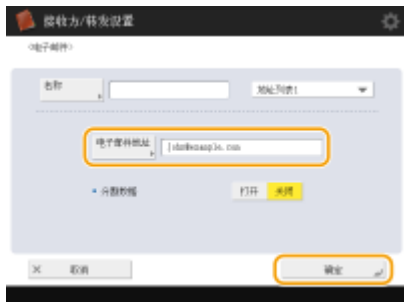 接收方/转发设置
<电子邮件>
名称
地址列表1
电子邮件地址
john@example.com
分割数据
打开
关闭
× 取消
确定